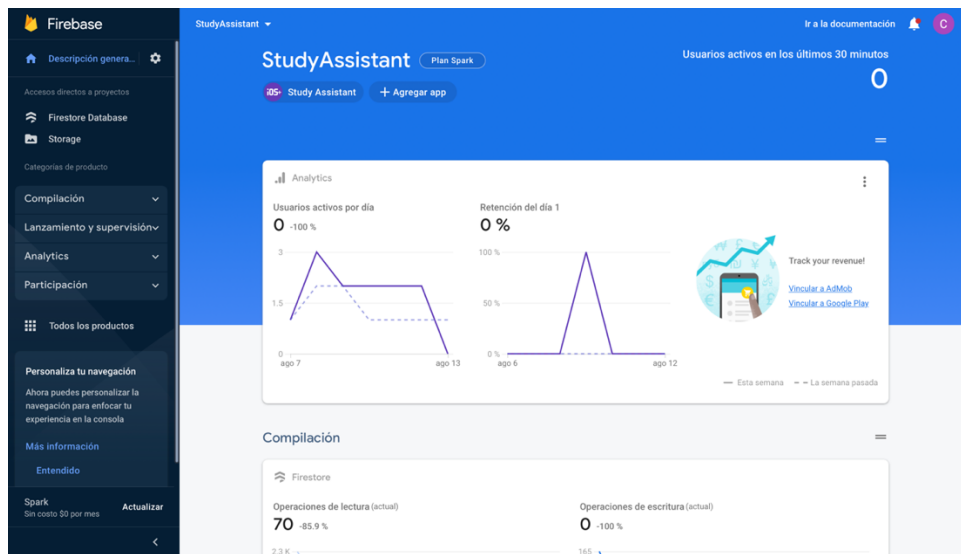 Firebase
StudyAssistant
Ir a la documentación
C
Descripción genera...
Accesos directos a proyectos
Firestore Database
Storage
Categorías de producto
Compilación
Lanzamiento y supervisión
Analytics
Participación
Todos los productos
Personaliza tu navegación
Ahora puedes personalizar la
navegación para enfocar tu
experiencia en la consola
Más información
Entendido
Spark
Sin costo $0 por mes
Actualizar
StudyAssistant
Plan Spark
iOS+ Study Assistant
+ Agregar app
Usuarios activos en los últimos 30 minutos
0
Analytics
Usuarios activos por día
0 -100 %
3
1.5
0
ago 7
ago 13
Retención del día 1
0 %
100 %
50 %
0 %
ago 6
ago 12
Track your revenue!
Vincular a AdMob
Vincular a Google Play
Esta semana
La semana pasada
Compilación
Firestore
Operaciones de lectura (actual)
70 -85.9 %
2.3 K
Operaciones de escritura (actual)
0 -100 %
165